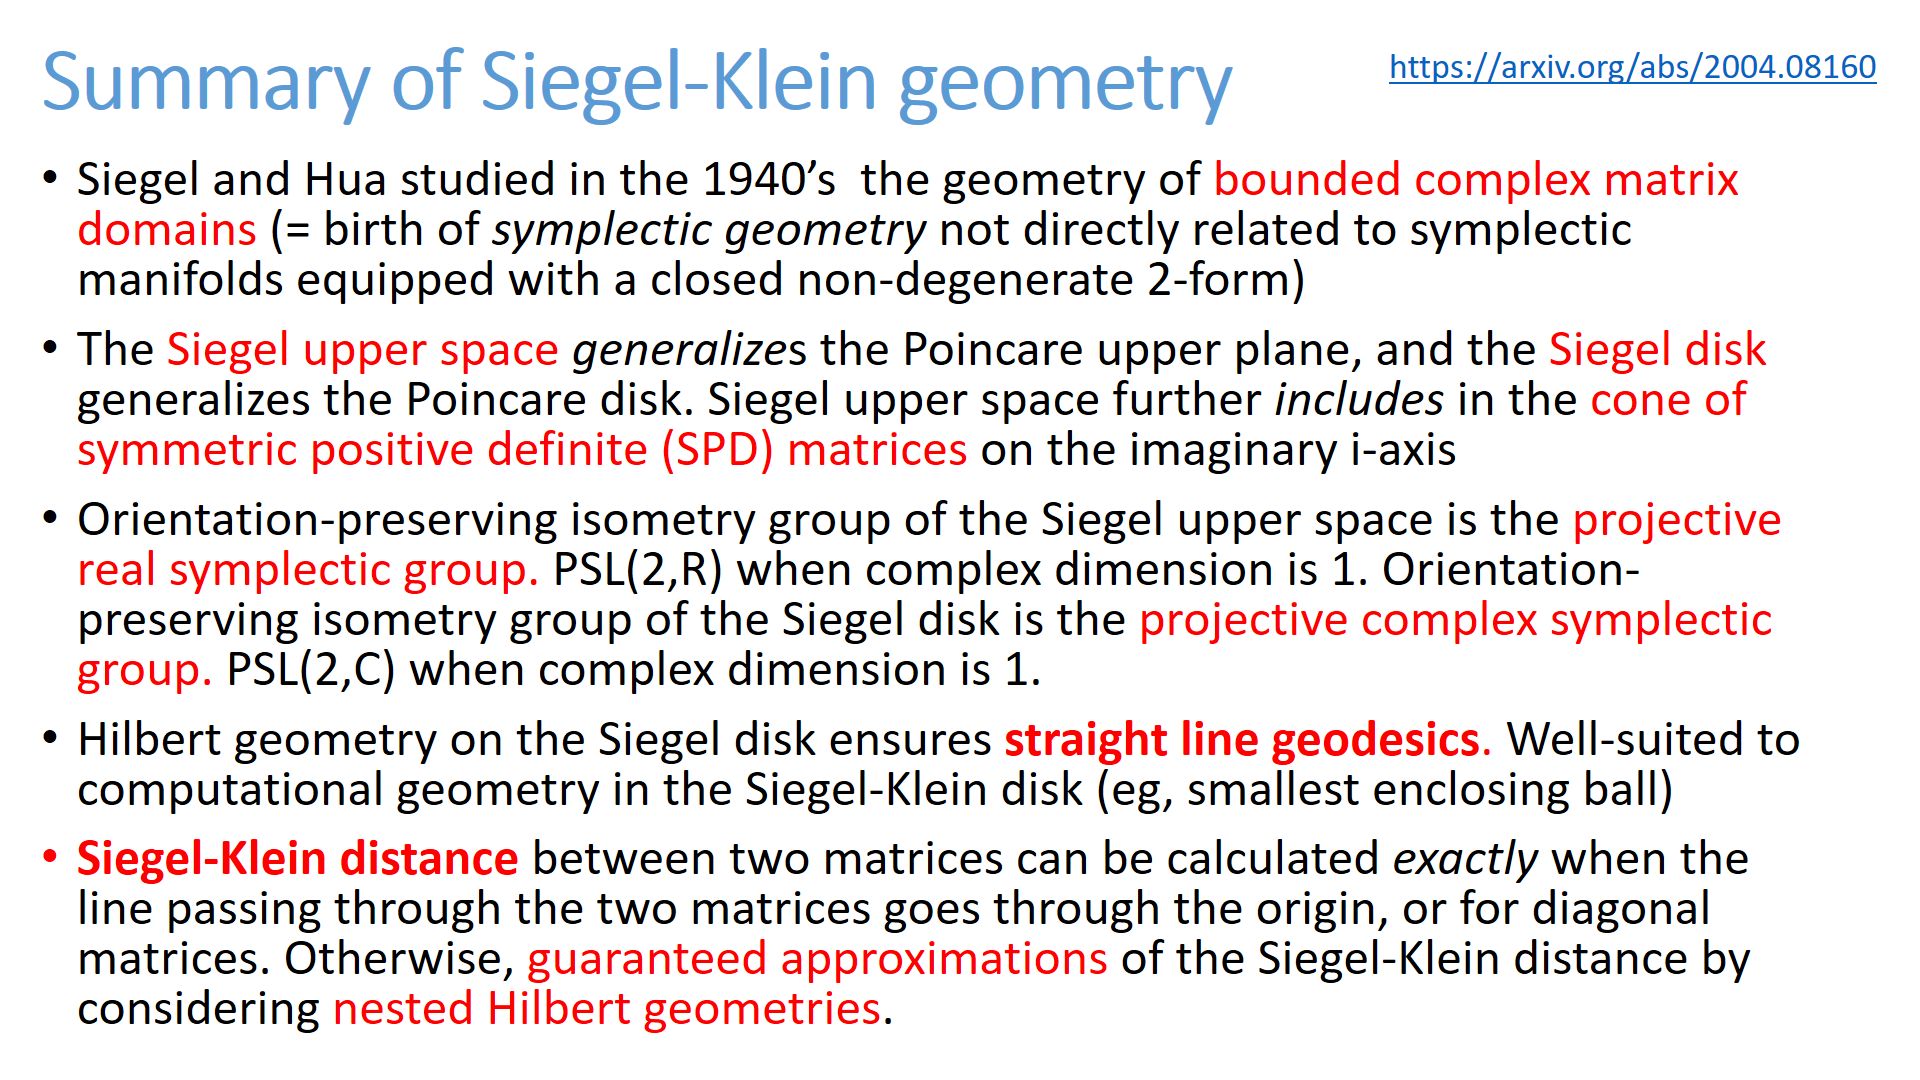 Summary of Siegel-Klein geometry
https://arxiv.org/abs/2004.08160
• Siegel and Hua studied in the 1940’s  the geometry of bounded complex matrix
domains (= birth of symplectic geometry not directly related to symplectic
manifolds equipped with a closed non-degenerate 2-form)
• The Siegel upper space generalizes the Poincare upper plane, and the Siegel disk
generalizes the Poincare disk. Siegel upper space further includes in the cone of
symmetric positive definite (SPD) matrices on the imaginary i-axis
• Orientation-preserving isometry group of the Siegel upper space is the projective
real symplectic group. PSL(2,R) when complex dimension is 1. Orientation-
preserving isometry group of the Siegel disk is the projective complex symplectic
group. PSL(2,C) when complex dimension is 1.
• Hilbert geometry on the Siegel disk ensures straight line geodesics. Well-suited to
computational geometry in the Siegel-Klein disk (eg, smallest enclosing ball)
• Siegel-Klein distance between two matrices can be calculated exactly when the
line passing through the two matrices goes through the origin, or for diagonal
matrices. Otherwise, guaranteed approximations of the Siegel-Klein distance by
considering nested Hilbert geometries.